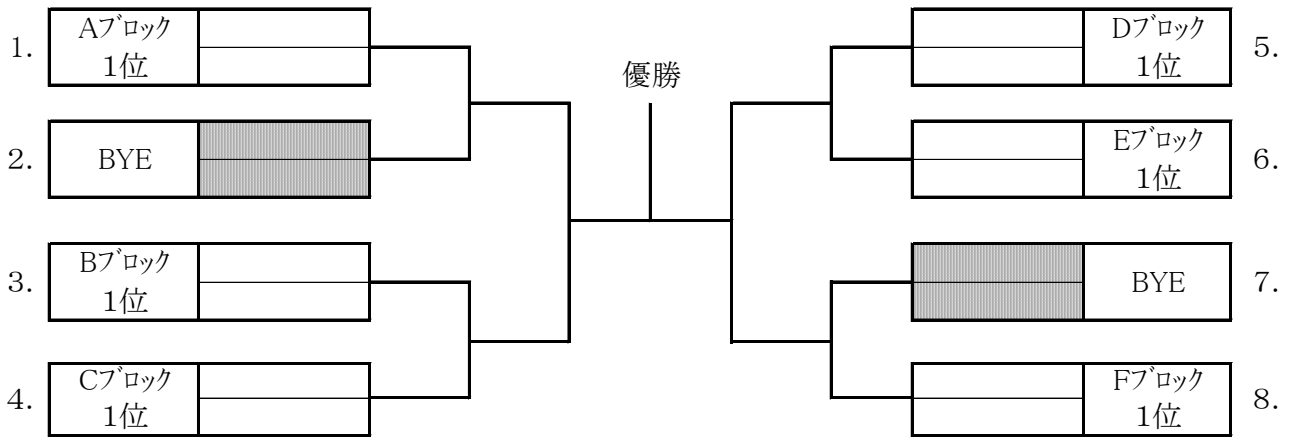 1.
Aブロック
1位
2.
BYE
3.
Bブロック
1位
4.
Cブロック
1位
優勝
Dブロック
1位
5.
Eブロック
1位
6.
BYE
7.
Fブロック
1位
8.